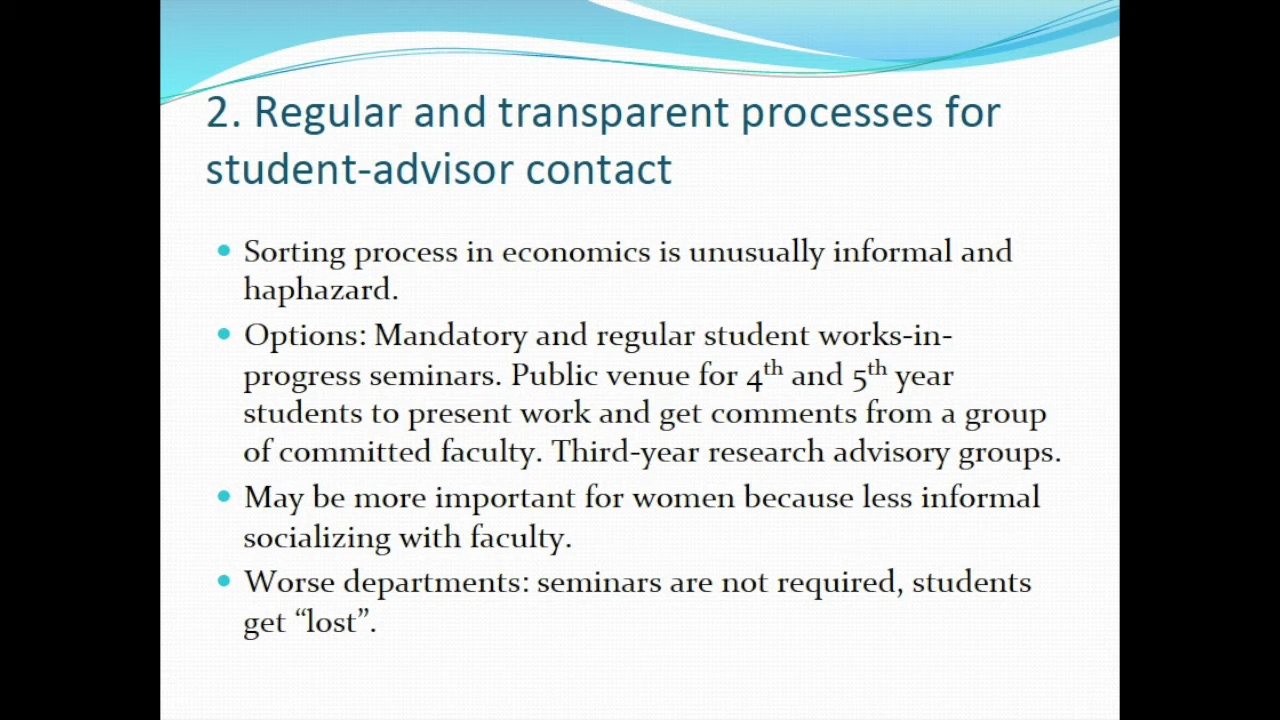 2. Regular and transparent processes for
student-advisor contact
• Sorting process in economics is unusually informal and
haphazard.
• Options: Mandatory and regular student works-in-
progress seminars. Public venue for 4th and 5th year
students to present work and get comments from a group
of committed faculty. Third-year research advisory groups.
• May be more important for women because less informal
socializing with faculty.
• Worse departments: seminars are not required, students
get “lost”.